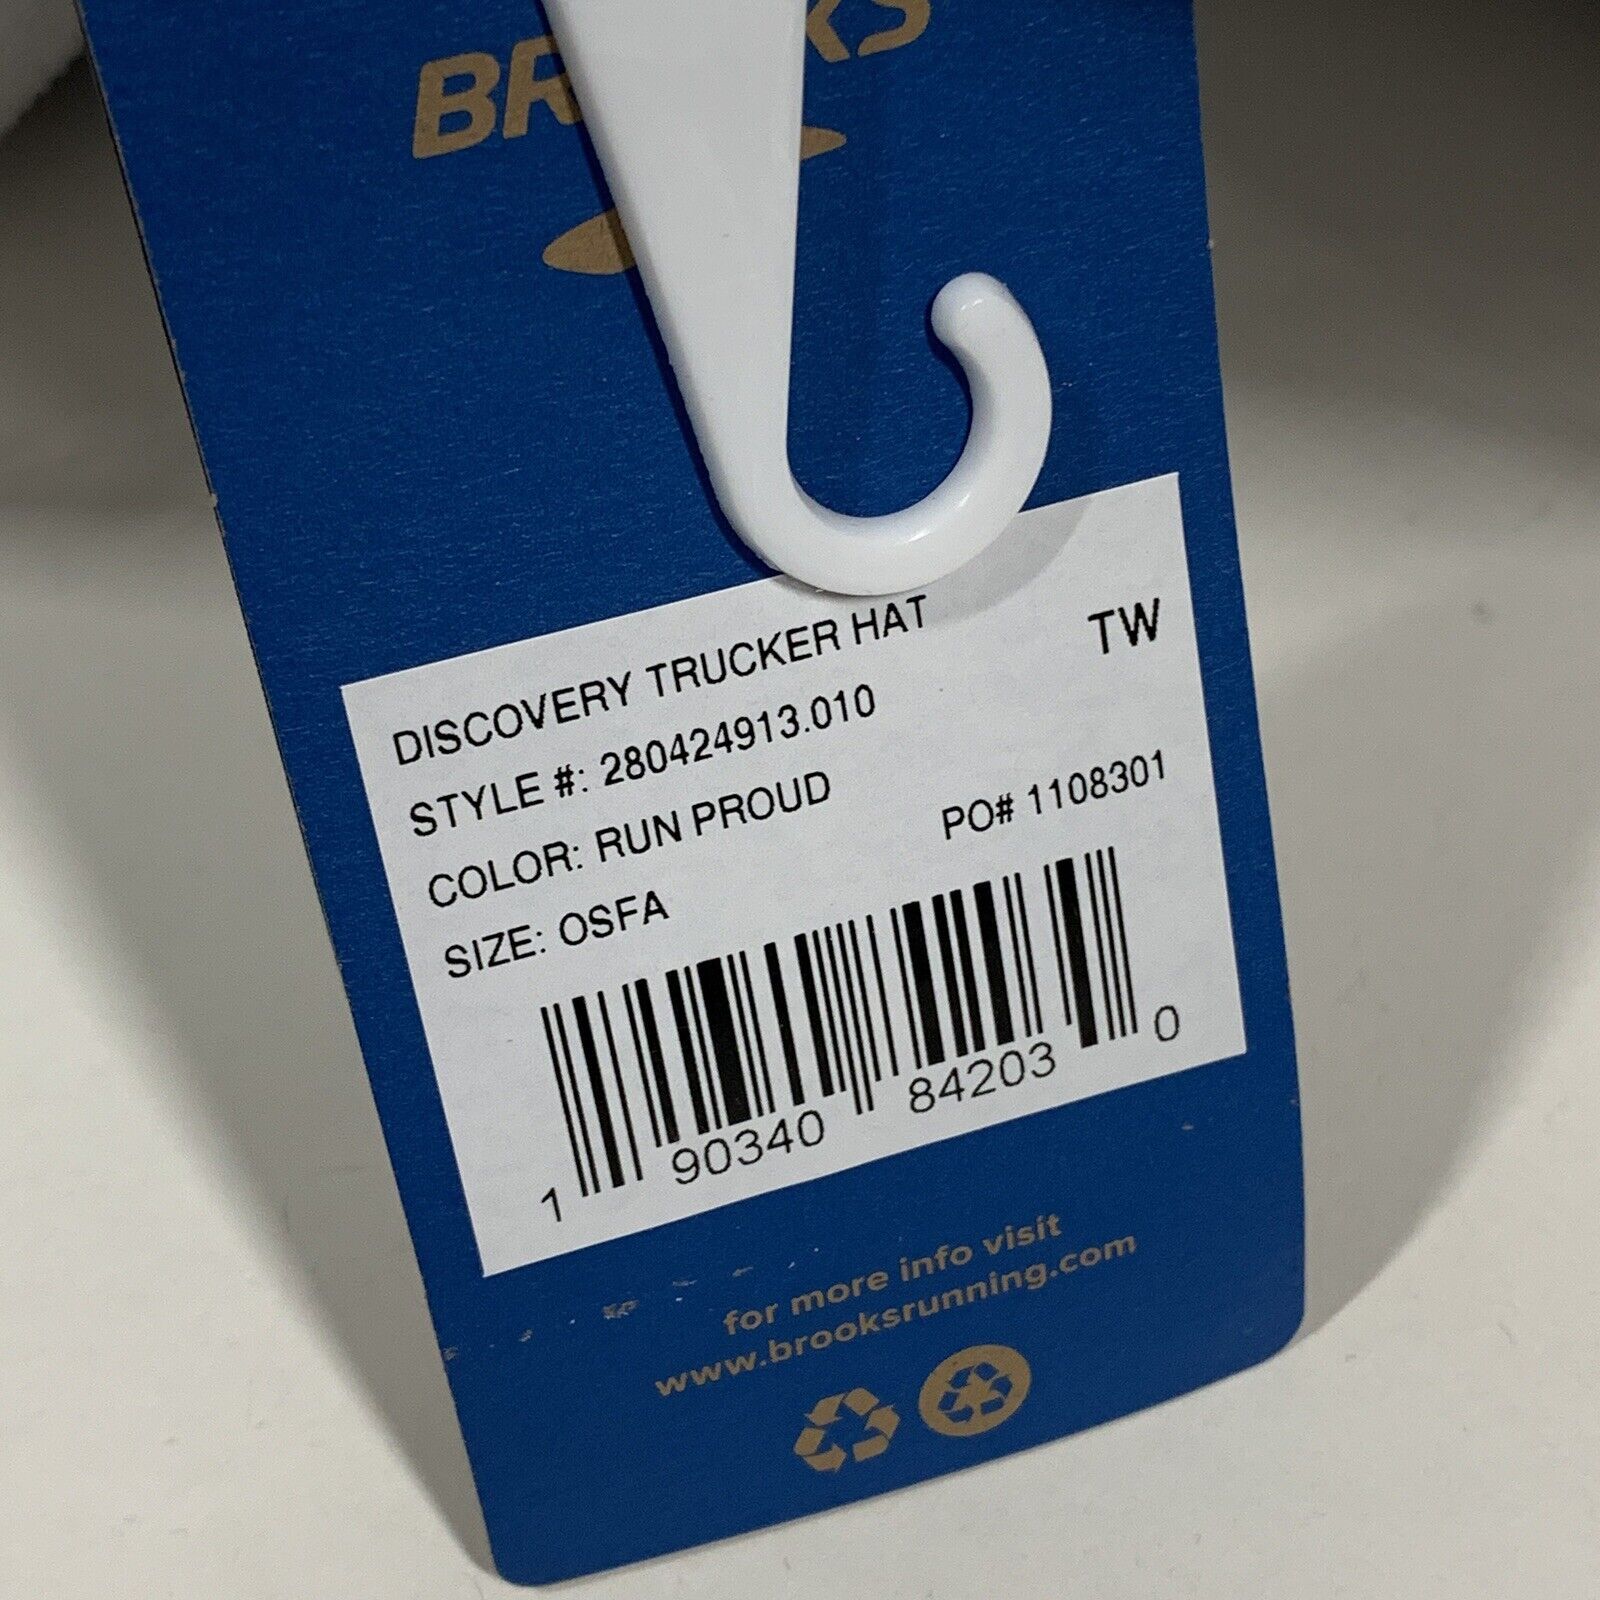 DISCOVERY TRUCKER HAT
TW
STYLE #: 280424913.010
COLOR: RUN PROUD
PO# 1108301
SIZE: OSFA
1 90340 84203 0
for more info visit
www.brooksrunning.com